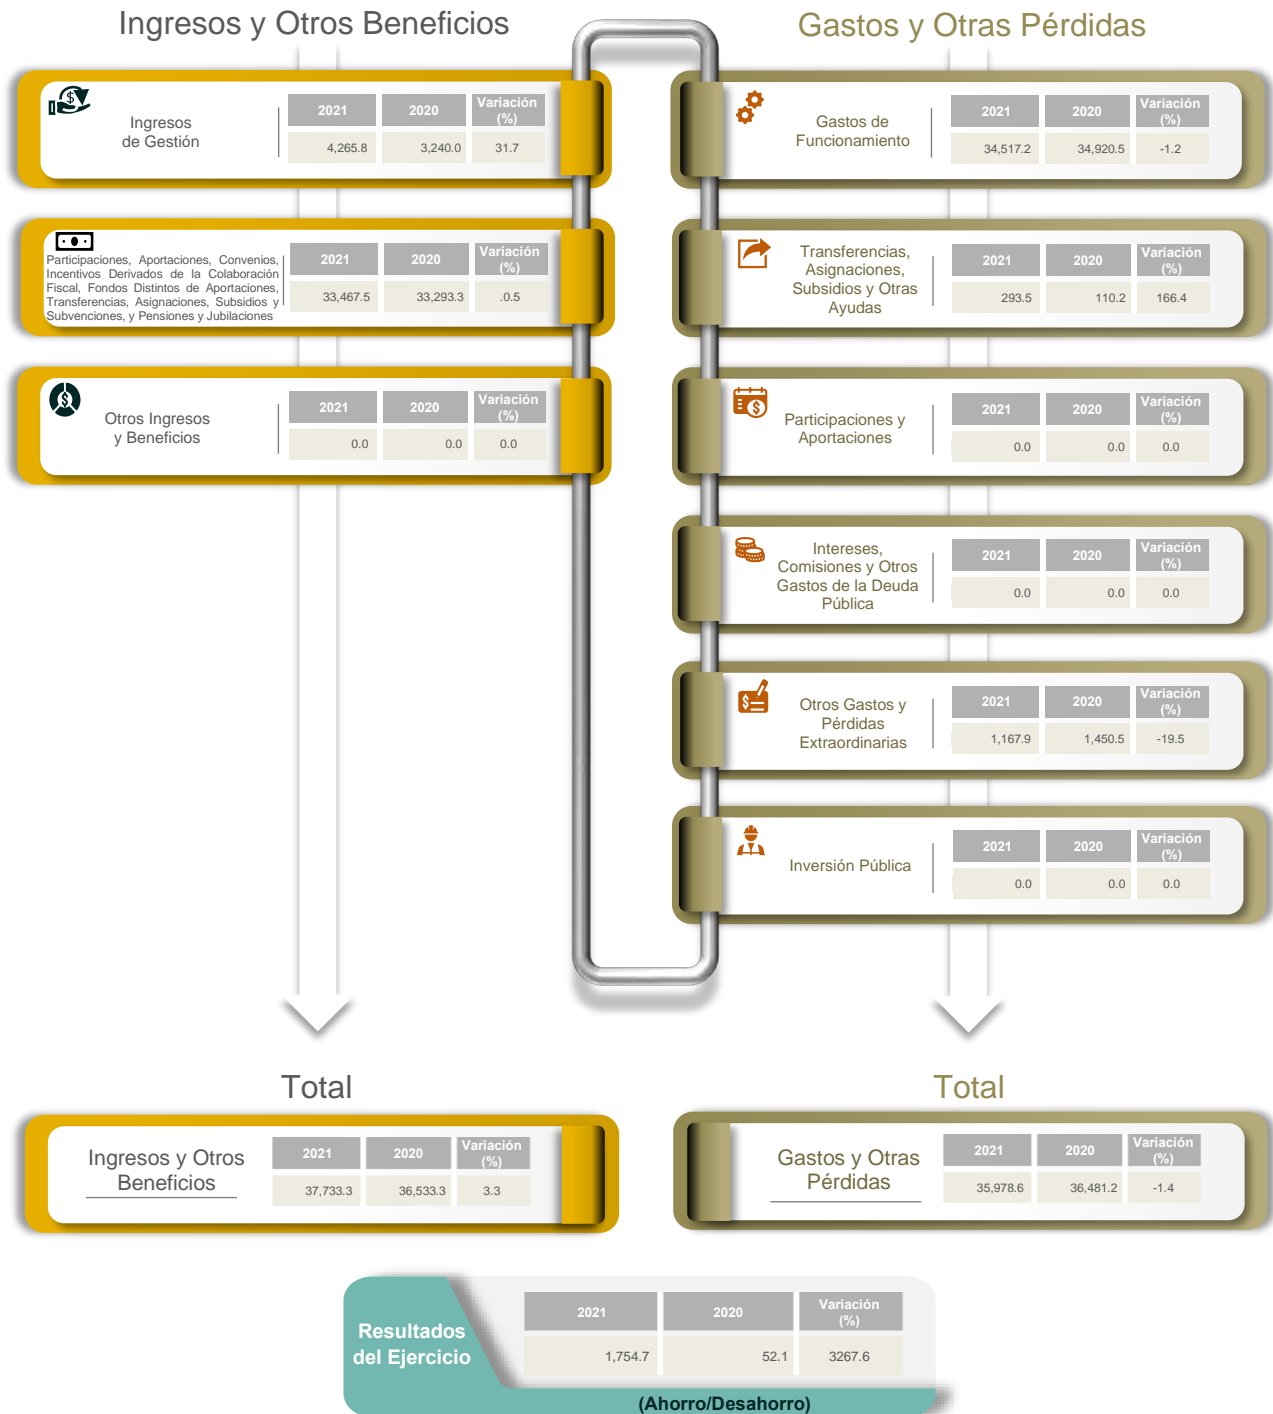 Ingresos y Otros Beneficios
Ingresos
de Gestión
2021 2020 Variación
(%)
4,265.8 3,240.0 31.7
Participaciones, Aportaciones, Convenios,
Incentivos Derivados de la Colaboración
Fiscal, Fondos Distintos de Aportaciones,
Transferencias, Asignaciones, Subsidios y
Subvenciones, y Pensiones y Jubilaciones
2021 2020 Variación
(%)
33,467.5 33,293.3 .0.5
Otros Ingresos
y Beneficios
2021 2020 Variación
(%)
0.0 0.0 0.0
Gastos y Otras Pérdidas
Gastos de
Funcionamiento
2021 2020 Variación
(%)
34,517.2 34,920.5 -1.2
Transferencias,
Asignaciones,
Subsidios y Otras
Ayudas
2021 2020 Variación
(%)
293.5 110.2 166.4
Participaciones y
Aportaciones
2021 2020 Variación
(%)
0.0 0.0 0.0
Intereses,
Comisiones y Otros
Gastos de la Deuda
Pública
2021 2020 Variación
(%)
0.0 0.0 0.0
Otros Gastos y
Pérdidas
Extraordinarias
2021 2020 Variación
(%)
1,167.9 1,450.5 -19.5
Inversión Pública
2021 2020 Variación
(%)
0.0 0.0 0.0
Total
Ingresos y Otros
Beneficios
2021 2020 Variación
(%)
37,733.3 36,533.3 3.3
Total
Gastos y Otras
Pérdidas
2021 2020 Variación
(%)
35,978.6 36,481.2 -1.4
Resultados
del Ejercicio
2021 2020 Variación
(%)
1,754.7 52.1 3267.6
(Ahorro/Desahorro)